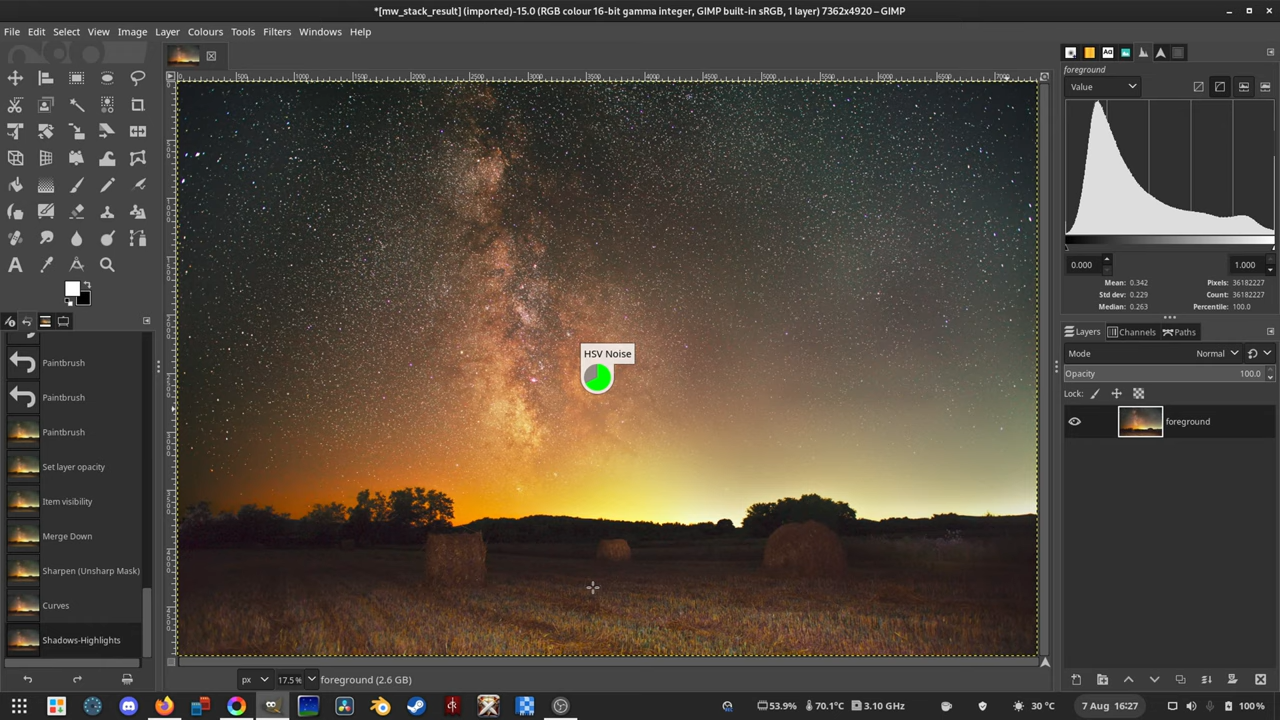 *[mw_stack_result] (imported)-15.0 (RGB colour 16-bit gamma integer, GIMP built-in sRGB, 1 layer) 7362x4920 – GIMP
File Edit Select View Image Layer Colours Tools Filters Windows Help
foreground
Value
0.000 1.000
Mean: 0.342 Pixels: 36182227
Std dev: 0.229 Count: 36182227
Median: 0.263 Percentile: 100.0
Layers Channels Paths
Mode Normal
Opacity 100.0
Lock:
foreground
HSV Noise
Paintbrush
Paintbrush
Paintbrush
Set layer opacity
Item visibility
Merge Down
Sharpen (Unsharp Mask)
Curves
Shadows-Highlights
px 17.5% foreground (2.6 GB)
53.9% 70.1°C 3.10 GHz 30 °C 7 Aug 16:27 100%